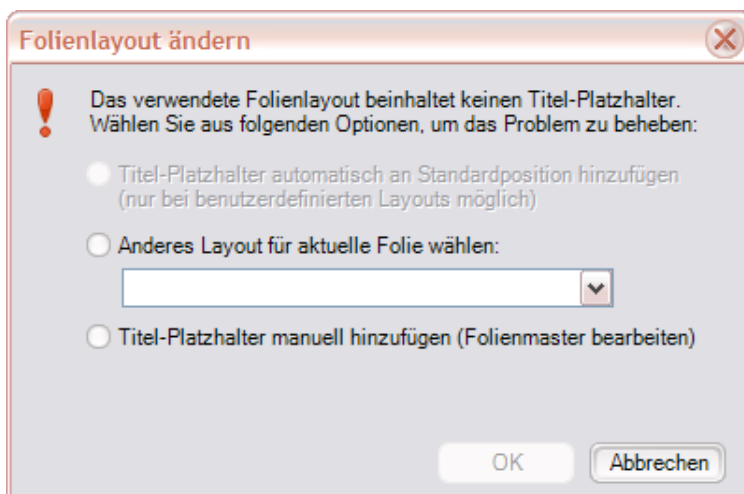 Folienlayout ändern
Das verwendete Folienlayout beinhaltet keinen Titel-Platzhalter.
Wählen Sie aus folgenden Optionen, um das Problem zu beheben:
Titel-Platzhalter automatisch an Standardposition hinzufügen
(nur bei benutzerdefinierten Layouts möglich)
Anderes Layout für aktuelle Folie wählen:
Titel-Platzhalter manuell hinzufügen (Folienmaster bearbeiten)
OK
Abbrechen